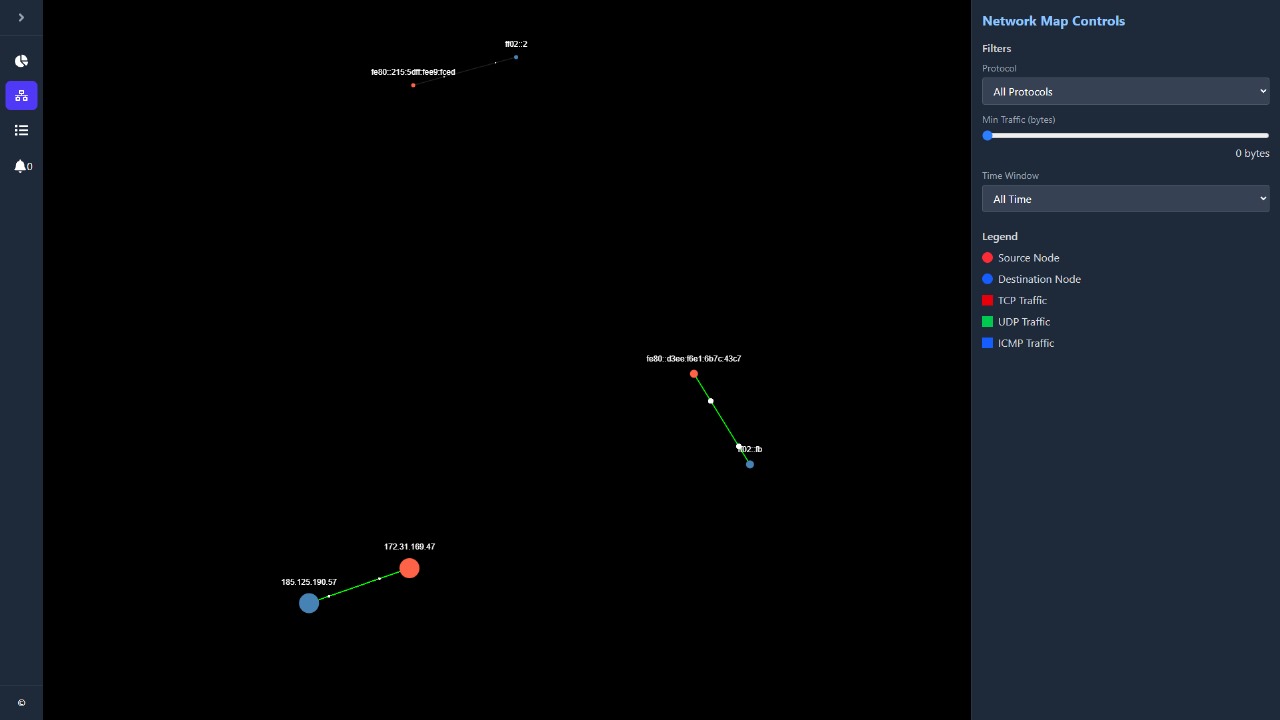 Network Map Controls
Filters
Protocol
All Protocols
Min Traffic (bytes)
0 bytes
Time Window
All Time
Legend
Source Node
Destination Node
TCP Traffic
UDP Traffic
ICMP Traffic
0
©
ff02::2
fe80::215:5dff:fee9:fced
fe80::d3ee:f6e1:6b7c:43c7
ff02::fb
172.31.169.47
185.125.190.57